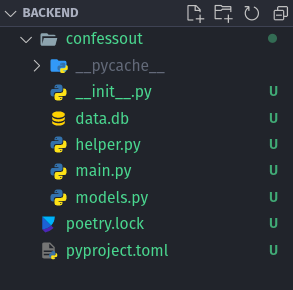 BACKEND
confessout
__pycache__
__init__.py U
data.db U
helper.py U
main.py U
models.py U
poetry.lock U
pyproject.toml U